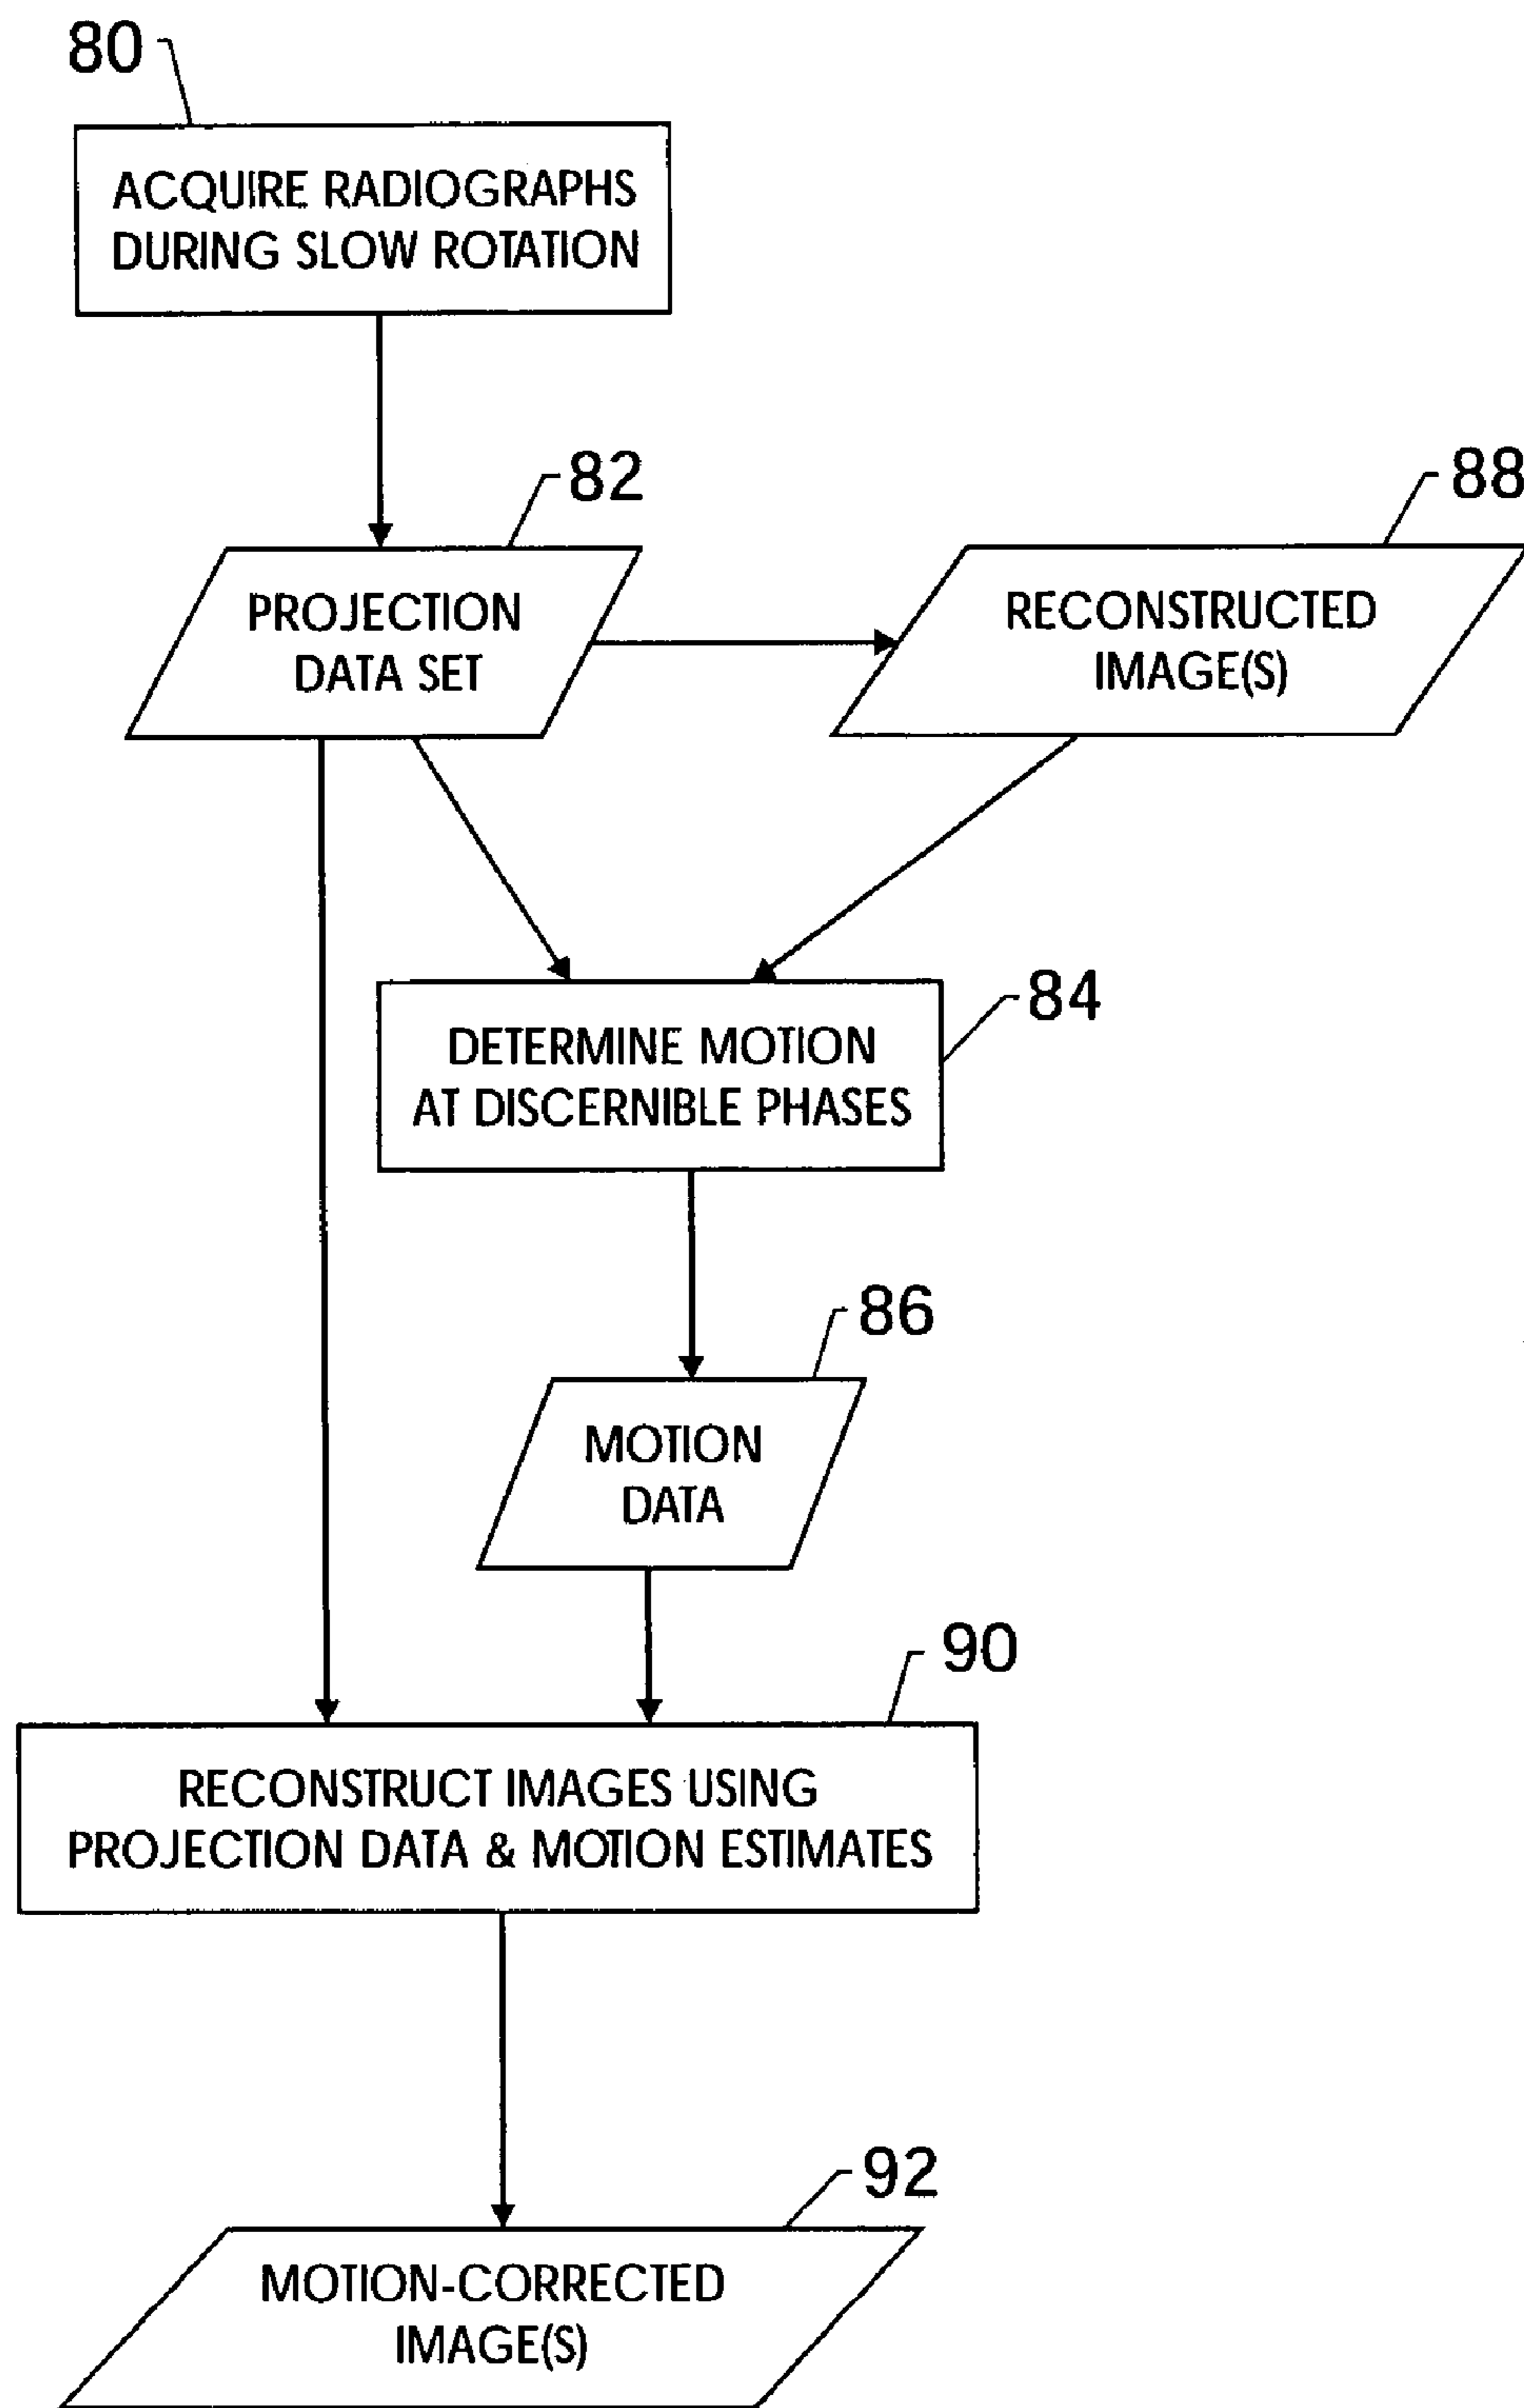 80
ACQUIRE RADIOGRAPHS
DURING SLOW ROTATION
82
88
PROJECTION
DATA SET
RECONSTRUCTED
IMAGE(S)
84
DETERMINE MOTION
AT DISCERNIBLE PHASES
86
MOTION
DATA
90
RECONSTRUCT IMAGES USING
PROJECTION DATA & MOTION ESTIMATES
92
MOTION-CORRECTED
IMAGE(S)